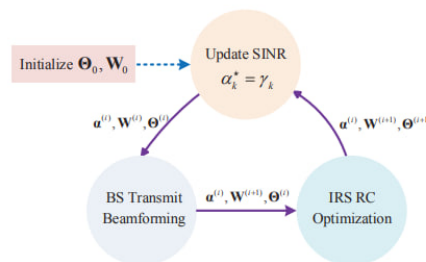 Initialize Θ₀, W₀
Update SINR
α*ₖ = γₖ
α⁽ⁱ⁾, W⁽ⁱ⁾, Θ⁽ⁱ⁾
α⁽ⁱ⁾, W⁽ⁱ⁺¹⁾, Θ⁽ⁱ⁺¹
BS Transmit
Beamforming
α⁽ⁱ⁾, W⁽ⁱ⁺¹⁾, Θ⁽ⁱ⁾
IRS RC
Optimization